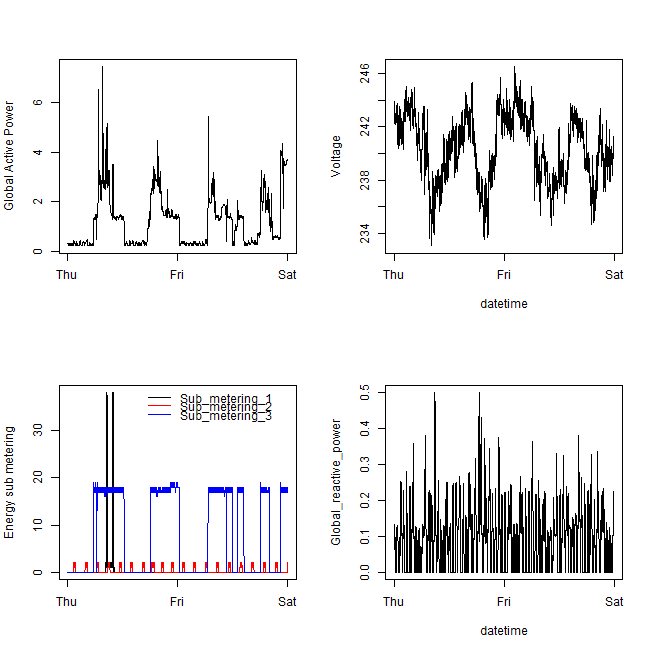 Global Active Power
0
2
4
6
Thu
Fri
Sat
Voltage
234
238
242
246
Thu
Fri
Sat
datetime
Energy sub metering
0
10
20
30
Sub_metering_1
Sub_metering_2
Sub_metering_3
Thu
Fri
Sat
Global_reactive_power
0.0
0.1
0.2
0.3
0.4
0.5
Thu
Fri
Sat
datetime